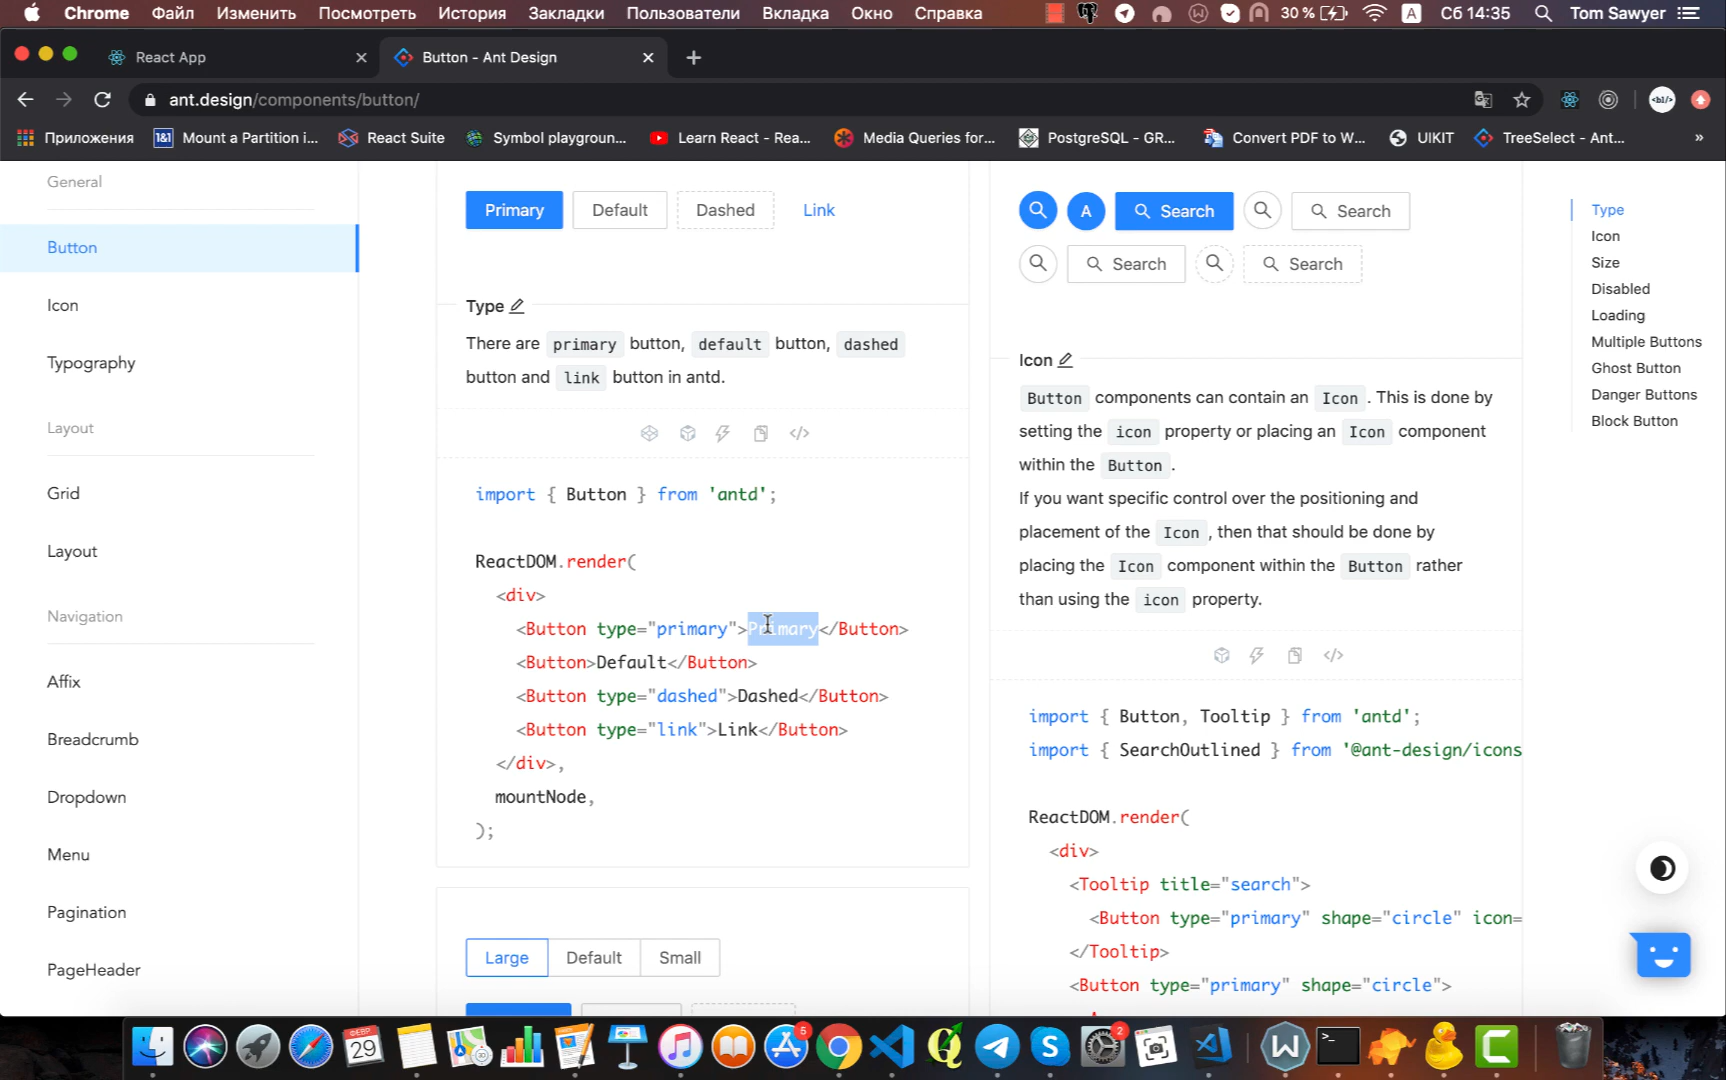 Chrome Файл Изменить Посмотреть История Закладки Пользователи Вкладка Окно Справка 30 % A Сб 14:35 Tom Sawyer
React App Button - Ant Design
ant.design/components/button/
Приложения 1&1 Mount a Partition i... React Suite Symbol playgroun... Learn React - Rea... Media Queries for... PostgreSQL - GR... Convert PDF to W... UIKIT TreeSelect - Ant... »
General
Button
Icon
Typography
Layout
Grid
Layout
Navigation
Affix
Breadcrumb
Dropdown
Menu
Pagination
PageHeader
Primary Default Dashed Link
Type
There are primary button, default button, dashed
button and link button in antd.
import { Button } from 'antd';
ReactDOM.render(
<div>
<Button type="primary">Primary</Button>
<Button>Default</Button>
<Button type="dashed">Dashed</Button>
<Button type="link">Link</Button>
</div>,
mountNode,
);
Large Default Small
A Search Search
Search Search
Icon
Button components can contain an Icon. This is done by
setting the icon property or placing an Icon component
within the Button.
If you want specific control over the positioning and
placement of the Icon, then that should be done by
placing the Icon component within the Button rather
than using the icon property.
import { Button, Tooltip } from 'antd';
import { SearchOutlined } from '@ant-design/icons
ReactDOM.render(
<div>
<Tooltip title="search">
<Button type="primary" shape="circle" icon=
</Tooltip>
<Button type="primary" shape="circle">
Type
Icon
Size
Disabled
Loading
Multiple Buttons
Ghost Button
Danger Buttons
Block Button
ФЕВР
29
5
2